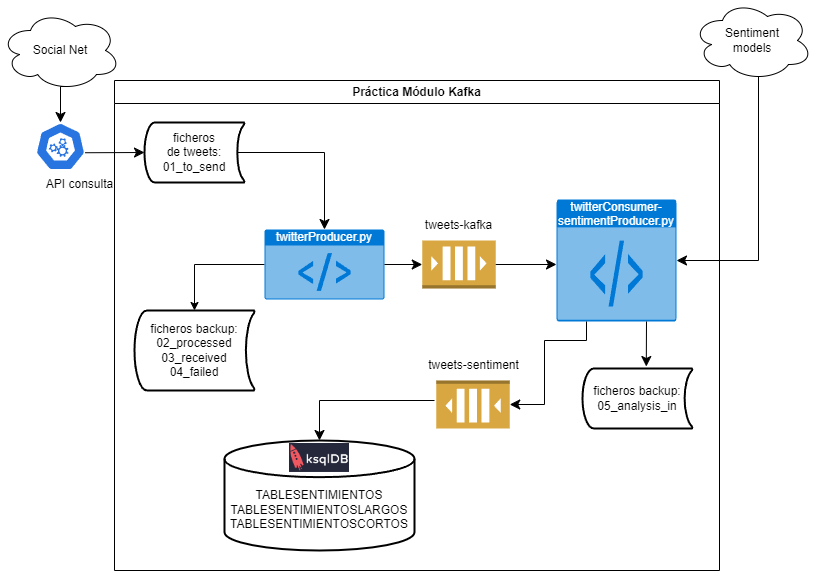 Social Net
Sentiment
models
Práctica Módulo Kafka
API consulta
ficheros
de tweets:
01_to_send
twitterProducer.py
tweets-kafka
twitterConsumer-
sentimentProducer.py
ficheros backup:
02_processed
03_received
04_failed
tweets-sentiment
ficheros backup:
05_analysis_in
ksqlDB
TABLESENTIMIENTOS
TABLESENTIMIENTOSLARGOS
TABLESENTIMIENTOSCORTOS